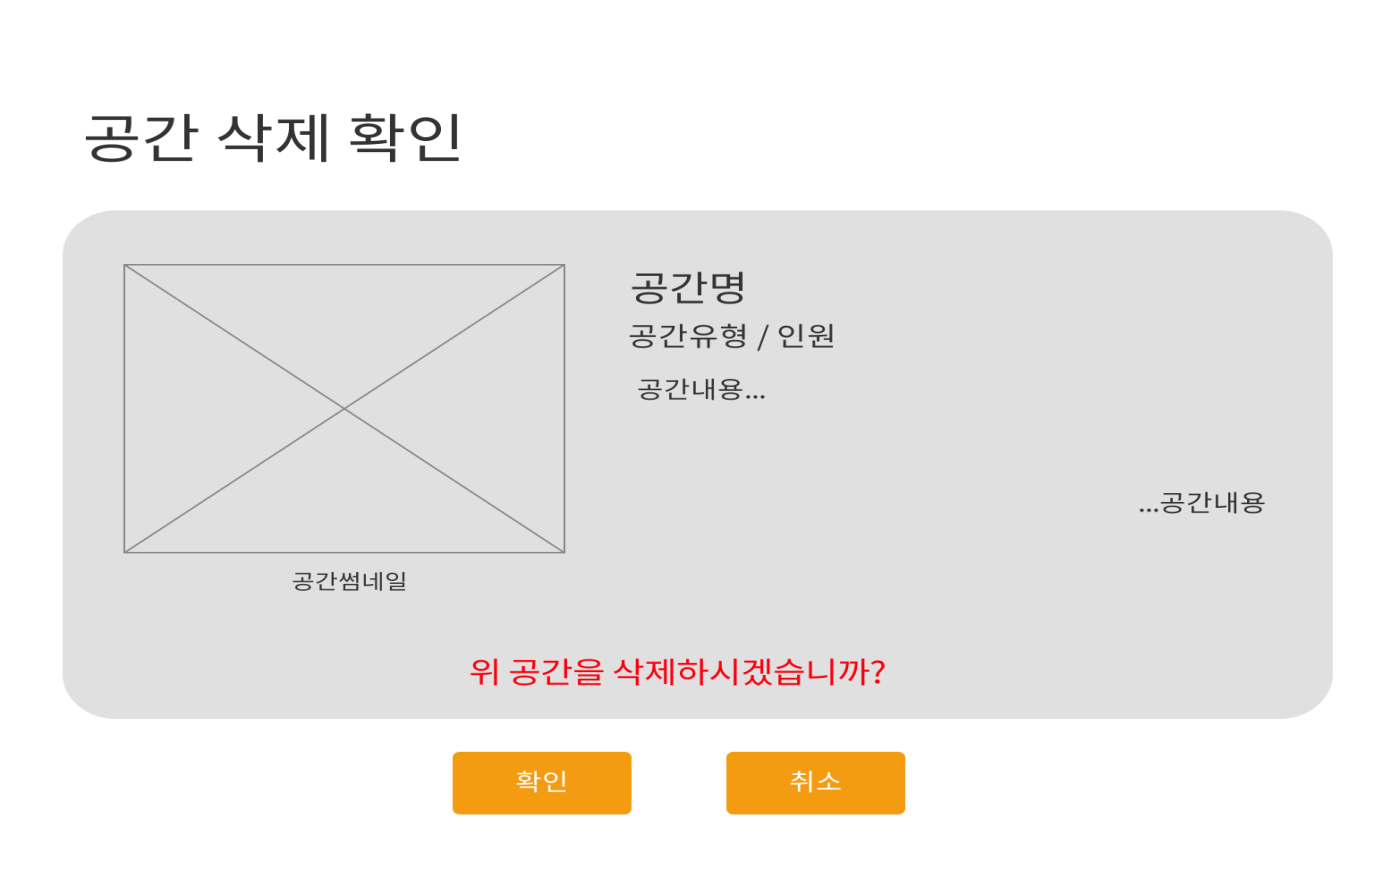 공간 삭제 확인
공간명
공간유형 / 인원
공간내용...
...공간내용
공간썸네일
위 공간을 삭제하시겠습니까?
확인
취소